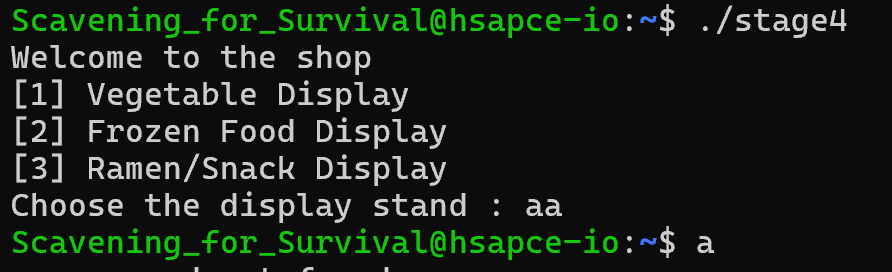 Scavening_for_Survival@hsapce-io:~$ ./stage4
Welcome to the shop
[1] Vegetable Display
[2] Frozen Food Display
[3] Ramen/Snack Display
Choose the display stand : aa
Scavening_for_Survival@hsapce-io:~$ a